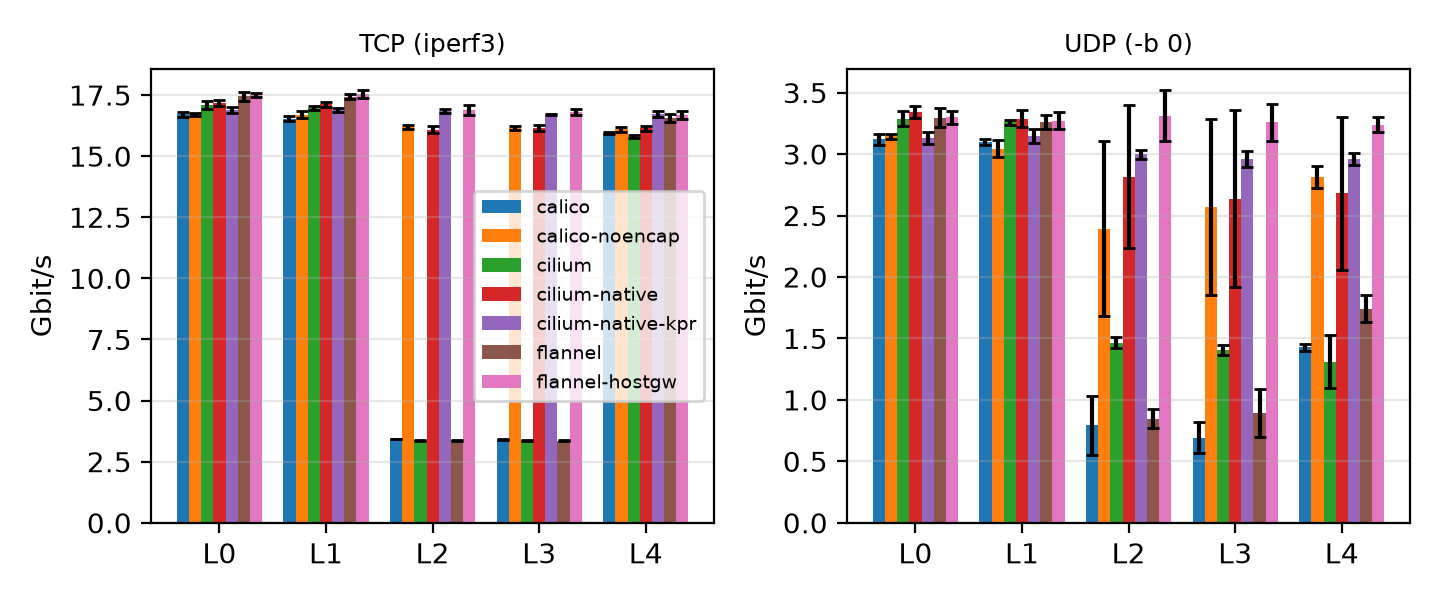 TCP (iperf3)
Gbit/s
17.5
15.0
12.5
10.0
7.5
5.0
2.5
0.0
L0 L1 L2 L3 L4
calico
calico-noencap
cilium
cilium-native
cilium-native-kpr
flannel
flannel-hostgw
UDP (-b 0)
Gbit/s
3.5
3.0
2.5
2.0
1.5
1.0
0.5
0.0
L0 L1 L2 L3 L4